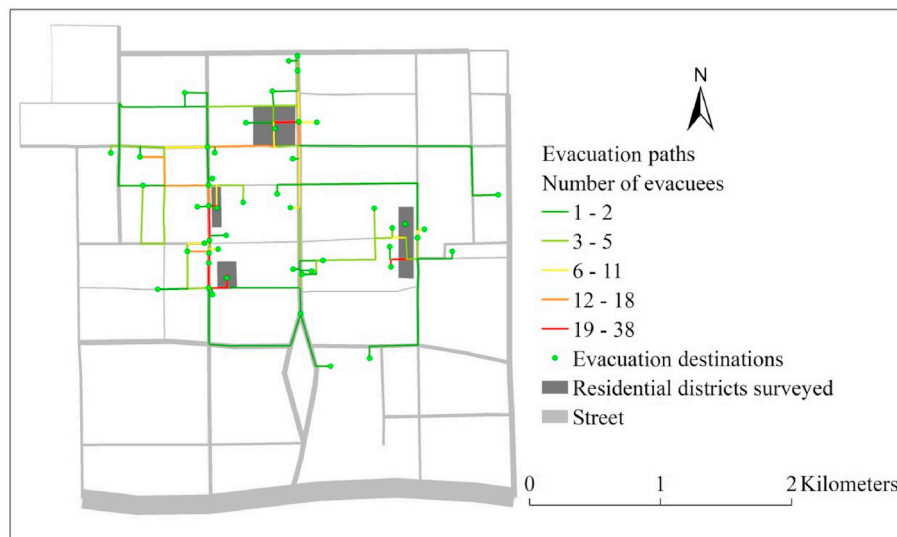 N
Evacuation paths
Number of evacuees
1 - 2
3 - 5
6 - 11
12 - 18
19 - 38
Evacuation destinations
Residential districts surveyed
Street
0 1 2 Kilometers